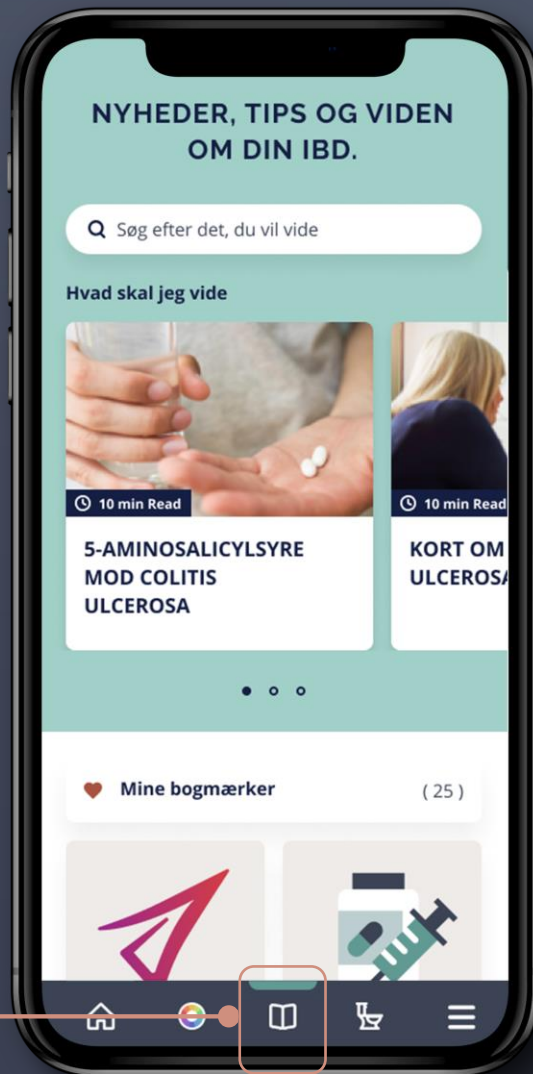 NYHEDER, TIPS OG VIDEN
OM DIN IBD.
Søg efter det, du vil vide
Hvad skal jeg vide
10 min Read
5-AMINOSALICYLSYRE
MOD COLITIS
ULCEROSA
10 min Read
KORT OM
ULCEROSA
Mine bogmærker
( 25 )